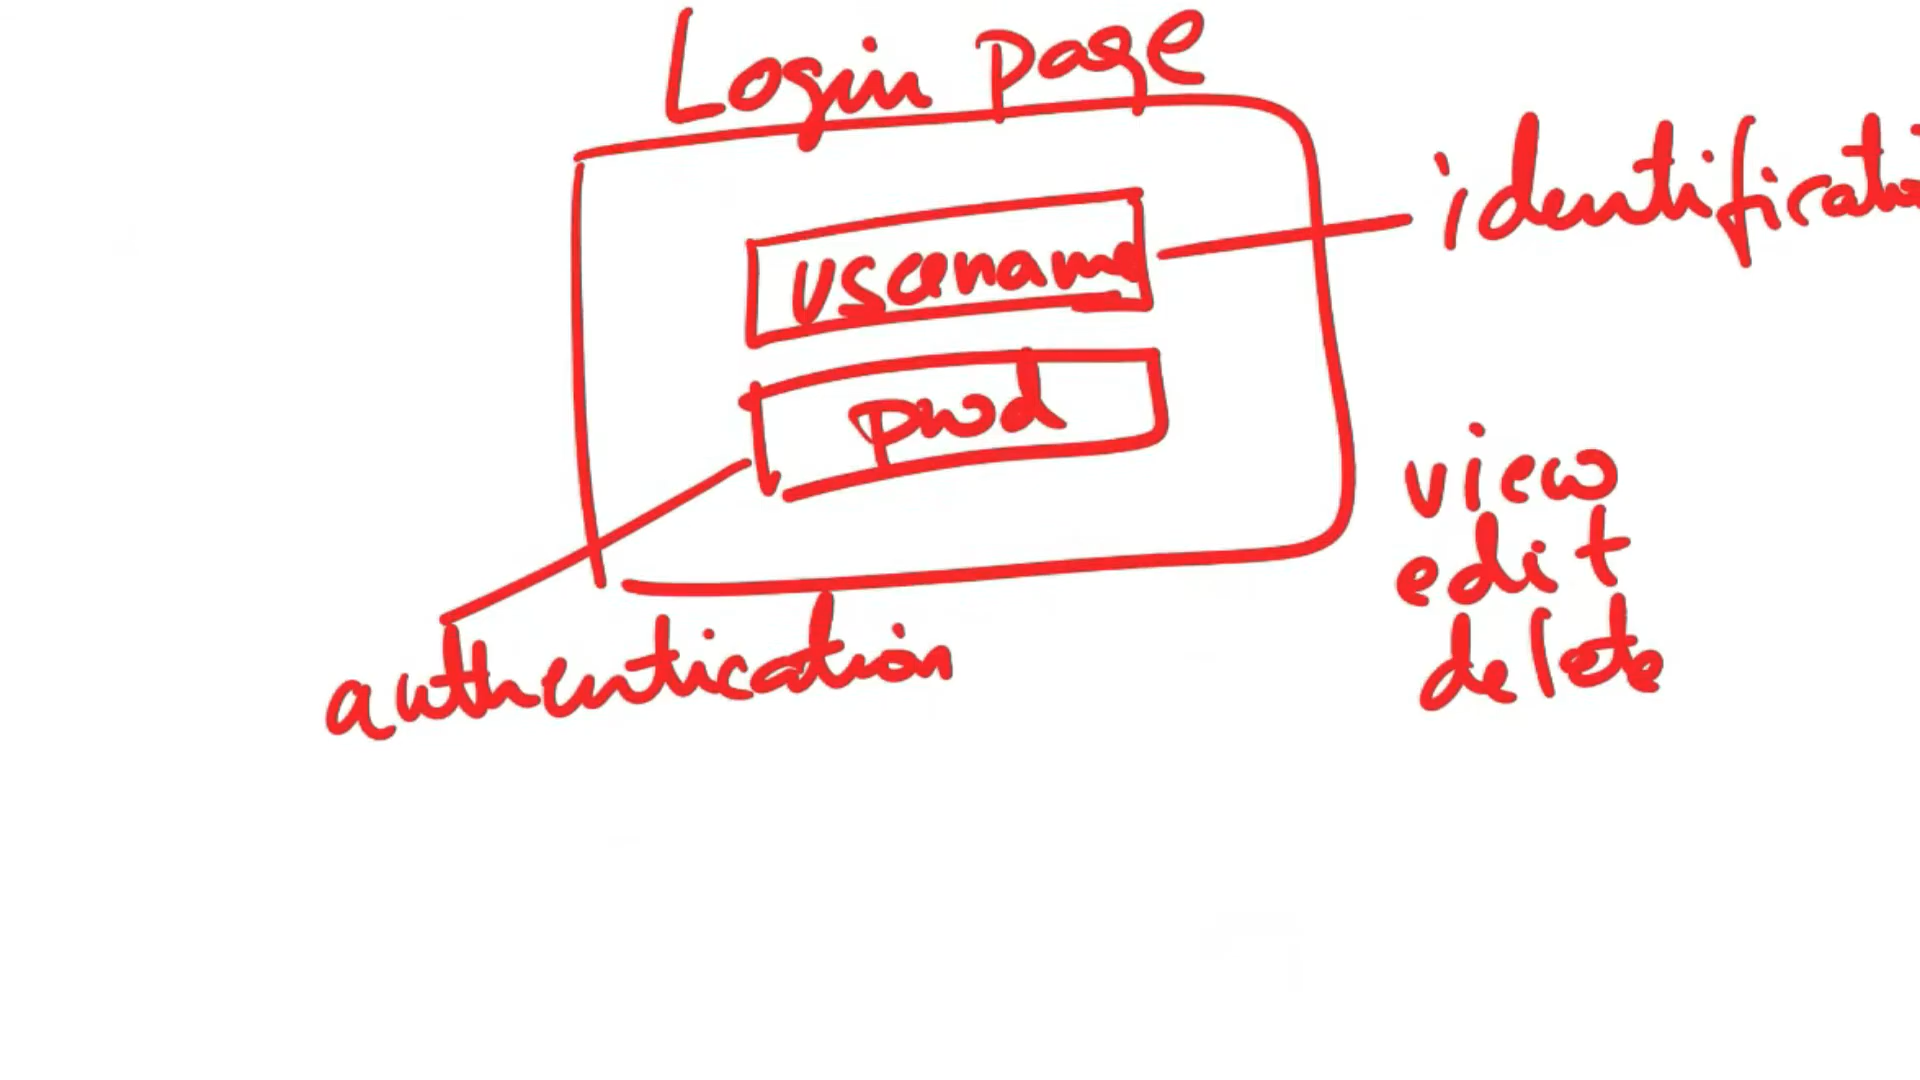 Login page
username
identificati
pwd
view
edit
delete
authentication